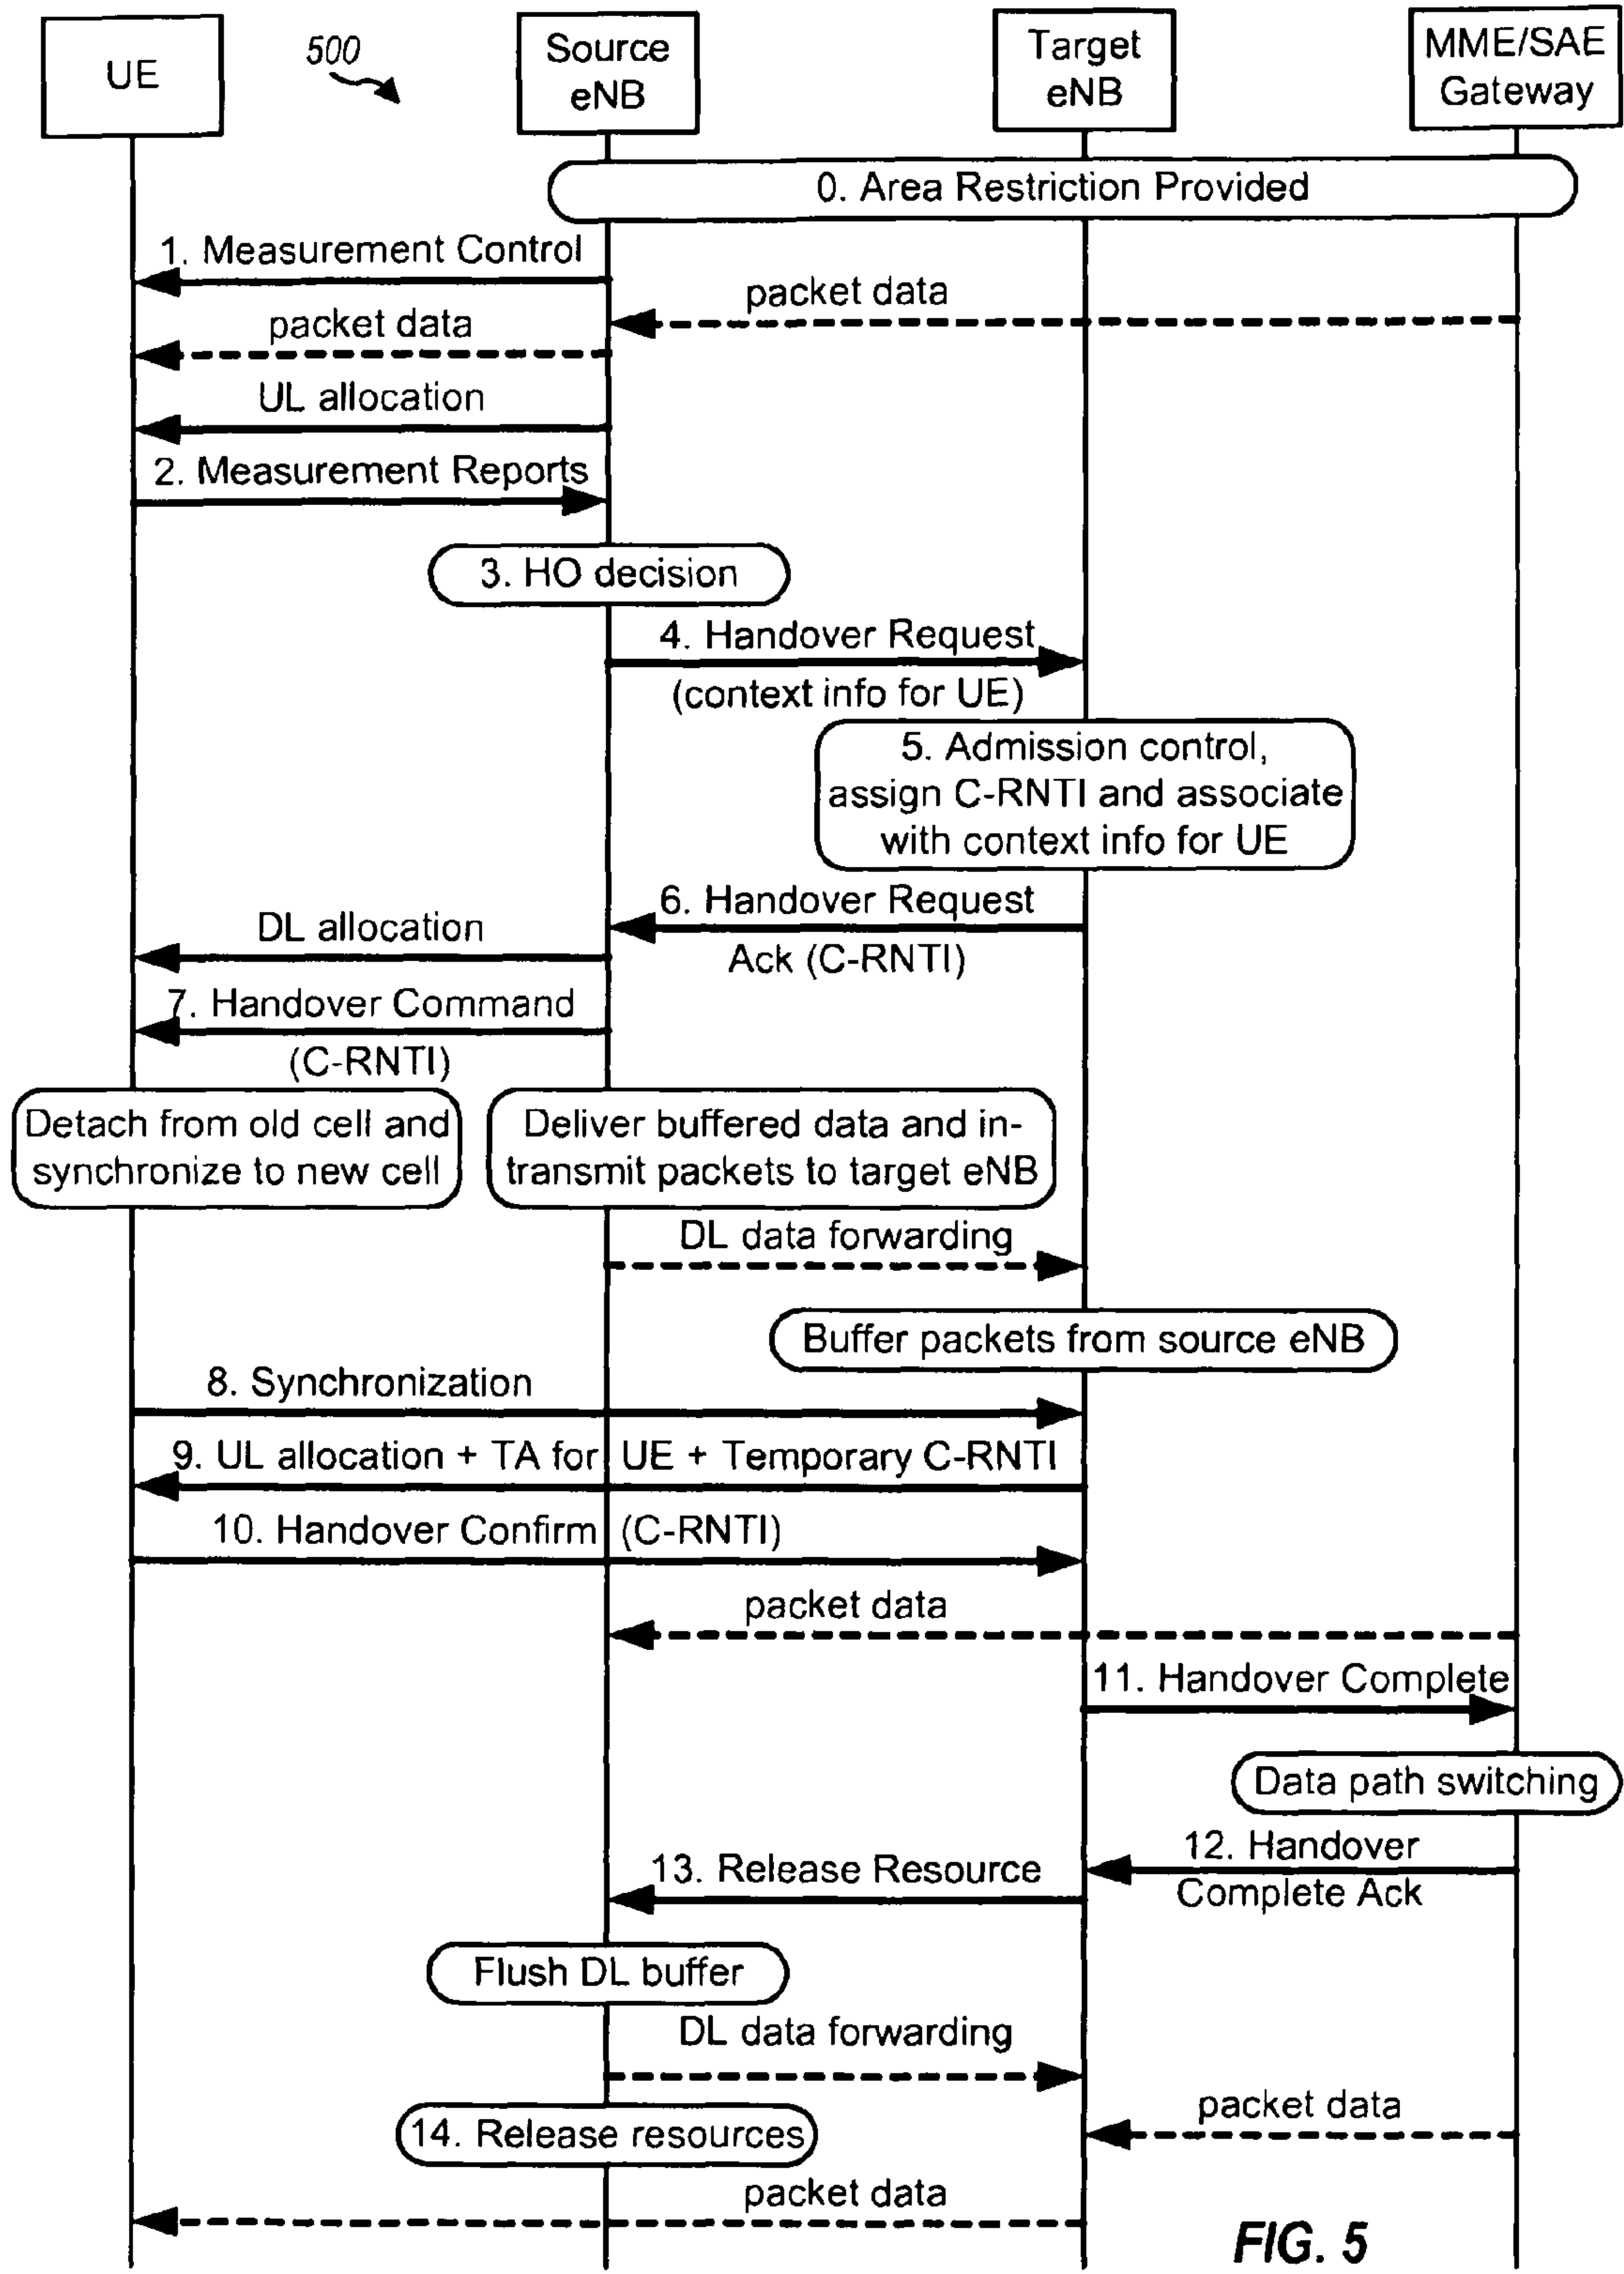 UE
500
Source
eNB
Target
eNB
MME/SAE
Gateway
0. Area Restriction Provided
1. Measurement Control
packet data
packet data
UL allocation
2. Measurement Reports
3. HO decision
4. Handover Request
(context info for UE)
5. Admission control,
assign C-RNTI and associate
with context info for UE
6. Handover Request
Ack (C-RNTI)
DL allocation
7. Handover Command
(C-RNTI)
Detach from old cell and
synchronize to new cell
Deliver buffered data and in-
transmit packets to target eNB
DL data forwarding
Buffer packets from source eNB
8. Synchronization
9. UL allocation + TA for UE + Temporary C-RNTI
10. Handover Confirm (C-RNTI)
packet data
11. Handover Complete
Data path switching
12. Handover
Complete Ack
13. Release Resource
Flush DL buffer
DL data forwarding
packet data
14. Release resources
packet data
FIG. 5